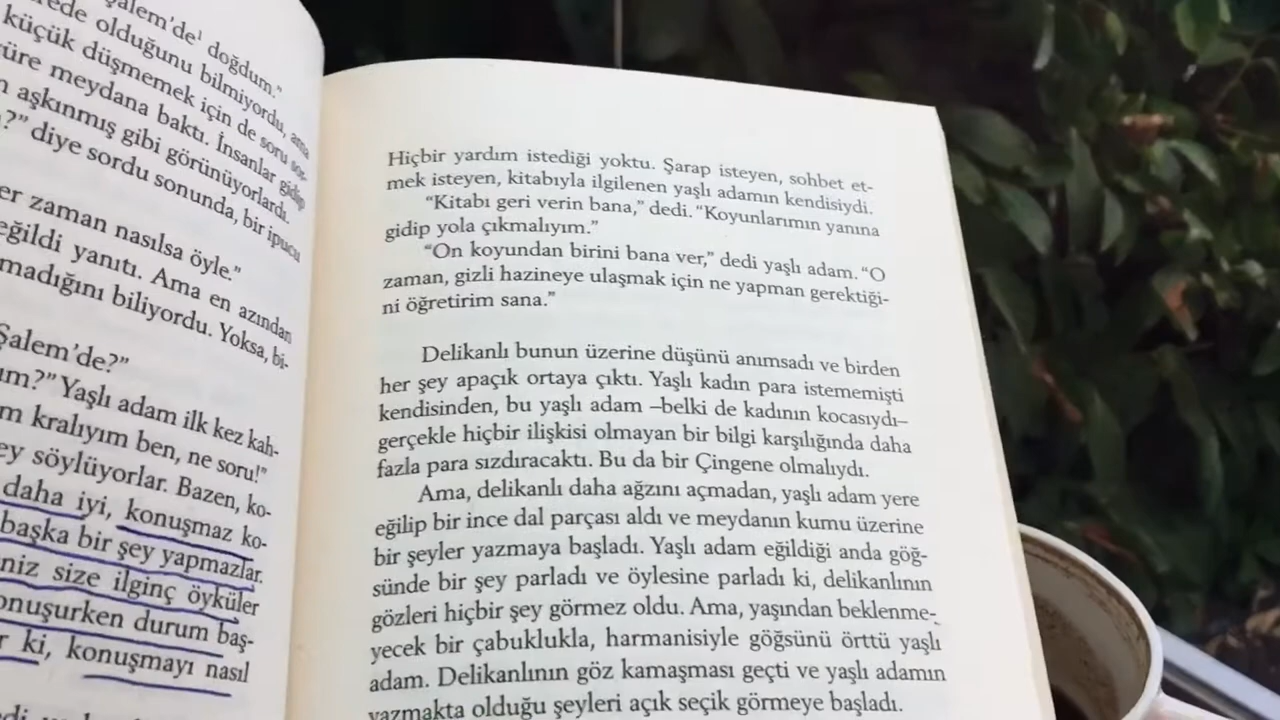 Şalem'de¹ doğdum."
olduğunu bilmiyordu, ama
küçük düşmemek için de soru sor-
meydana baktı. İnsanlar gidip
aşkınmış gibi görünüyorlardı.
diye sordu sonunda, bir ipucu
zaman nasılsa öyle."
yanıtı. Ama en azından
biliyordu. Yoksa, bi-
Şalem'de?"
Yaşlı adam ilk kez kah-
kralıyım ben, ne soru!"
söylüyorlar. Bazen, ko-
daha iyi, konuşmaz ko-
başka bir şey yapmazlar.
size ilginç öyküler
durum baş-
ki, konuşmayı nasıl
Hiçbir yardım istediği yoktu. Şarap isteyen, sohbet et-
mek isteyen, kitabıyla ilgilenen yaşlı adamın kendisiydi.
"Kitabı geri verin bana," dedi. "Koyunlarımın yanına
gidip yola çıkmalıyım."
"On koyundan birini bana ver," dedi yaşlı adam. "O
zaman, gizli hazineye ulaşmak için ne yapman gerektiği-
ni öğretirim sana."
Delikanlı bunun üzerine düşünü anımsadı ve birden
her şey apaçık ortaya çıktı. Yaşlı kadın para istememişti
kendisinden, bu yaşlı adam –belki de kadının kocasıydı–
gerçekle hiçbir ilişkisi olmayan bir bilgi karşılığında daha
fazla para sızdıracaktı. Bu da bir Çingene olmalıydı.
Ama, delikanlı daha ağzını açmadan, yaşlı adam yere
eğilip bir ince dal parçası aldı ve meydanın kumu üzerine
bir şeyler yazmaya başladı. Yaşlı adam eğildiği anda göğ-
sünde bir şey parladı ve öylesine parladı ki, delikanlının
gözleri hiçbir şey görmez oldu. Ama, yaşından beklenme-
yecek bir çabuklukla, harmanisiyle göğsünü örttü yaşlı
adam. Delikanlının göz kamaşması geçti ve yaşlı adamın
yazmakta olduğu şeyleri açık seçik görmeye başladı.